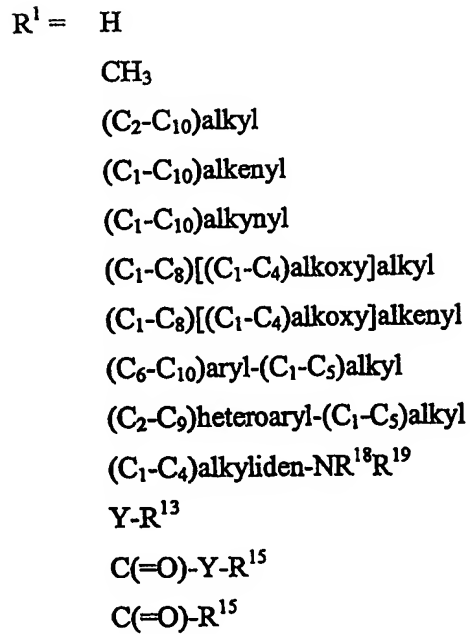 R¹ = H
CH₃
(C₂-C₁₀)alkyl
(C₁-C₁₀)alkenyl
(C₁-C₁₀)alkynyl
(C₁-C₈)[(C₁-C₄)alkoxy]alkyl
(C₁-C₈)[(C₁-C₄)alkoxy]alkenyl
(C₆-C₁₀)aryl-(C₁-C₅)alkyl
(C₂-C₉)heteroaryl-(C₁-C₅)alkyl
(C₁-C₄)alkyliden-NR¹⁸R¹⁹
Y-R¹³
C(=O)-Y-R¹⁵
C(=O)-R¹⁵